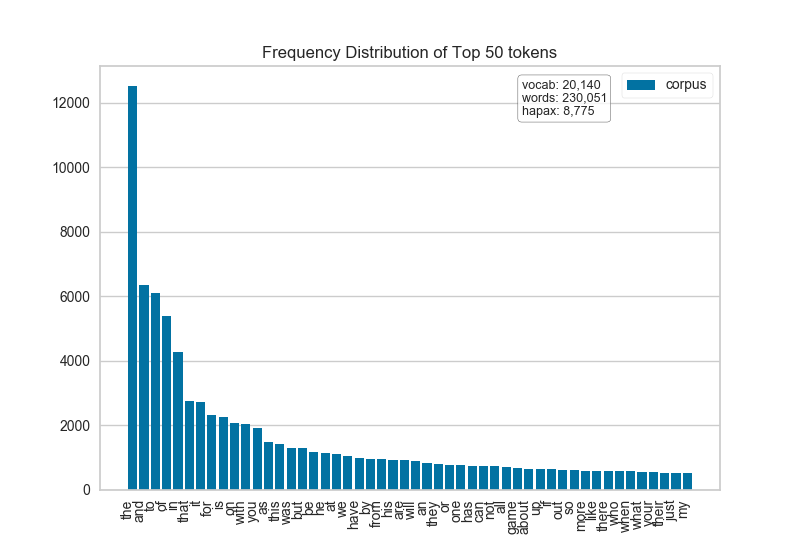 Frequency Distribution of Top 50 tokens
vocab: 20,140
words: 230,051
hapax: 8,775
corpus
12000
10000
8000
6000
4000
2000
0
the
and
to
of
in
that
it
for
is
on
with
you
as
this
was
but
be
he
at
we
have
by
from
his
are
will
an
they
or
one
has
can
not
all
game
about
up
if
out
so
more
like
there
who
when
what
your
their
just
my